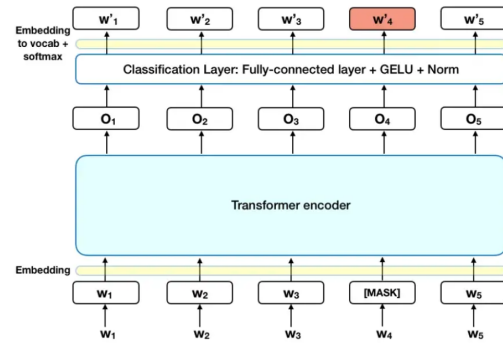 w'₁ w'₂ w'₃ w'₄ w'₅
Embedding
to vocab +
softmax
Classification Layer: Fully-connected layer + GELU + Norm
O₁ O₂ O₃ O₄ O₅
Transformer encoder
Embedding
w₁ w₂ w₃ [MASK] w₅
w₁ w₂ w₃ w₄ w₅